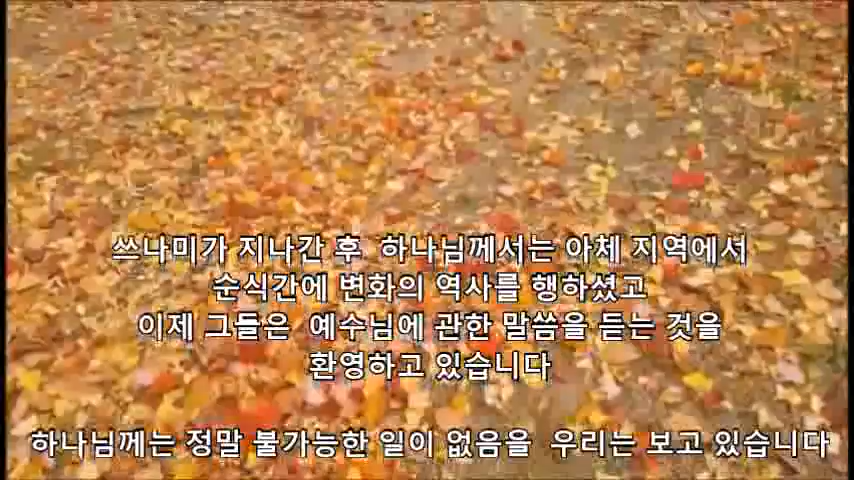 쓰나미가 지나간 후  하나님께서는 아체 지역에서
순식간에 변화의 역사를 행하셨고
이제 그들은  예수님에 관한 말씀을 듣는 것을
환영하고 있습니다
하나님께는 정말 불가능한 일이 없음을  우리는 보고 있습니다